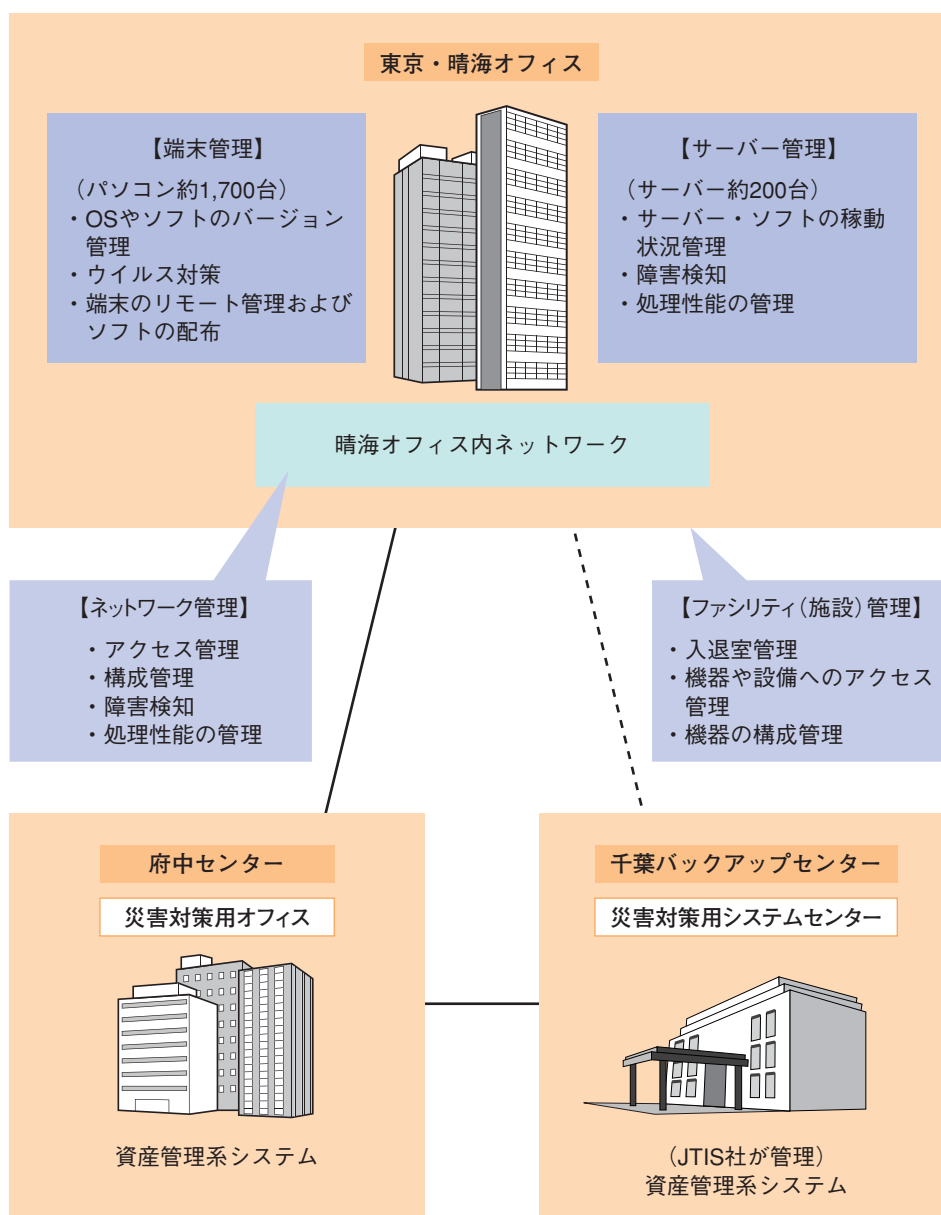 東京・晴海オフィス
【端末管理】
(パソコン約1,700台)
・OSやソフトのバージョン
管理
・ウイルス対策
・端末のリモート管理および
ソフトの配布
【サーバー管理】
(サーバー約200台)
・サーバー・ソフトの稼動
状況管理
・障害検知
・処理性能の管理
晴海オフィス内ネットワーク
【ネットワーク管理】
・アクセス管理
・構成管理
・障害検知
・処理性能の管理
【ファシリティ(施設)管理】
・入退室管理
・機器や設備へのアクセス
管理
・機器の構成管理
府中センター
災害対策用オフィス
資産管理系システム
千葉バックアップセンター
災害対策用システムセンター
(JTIS社が管理)
資産管理系システム